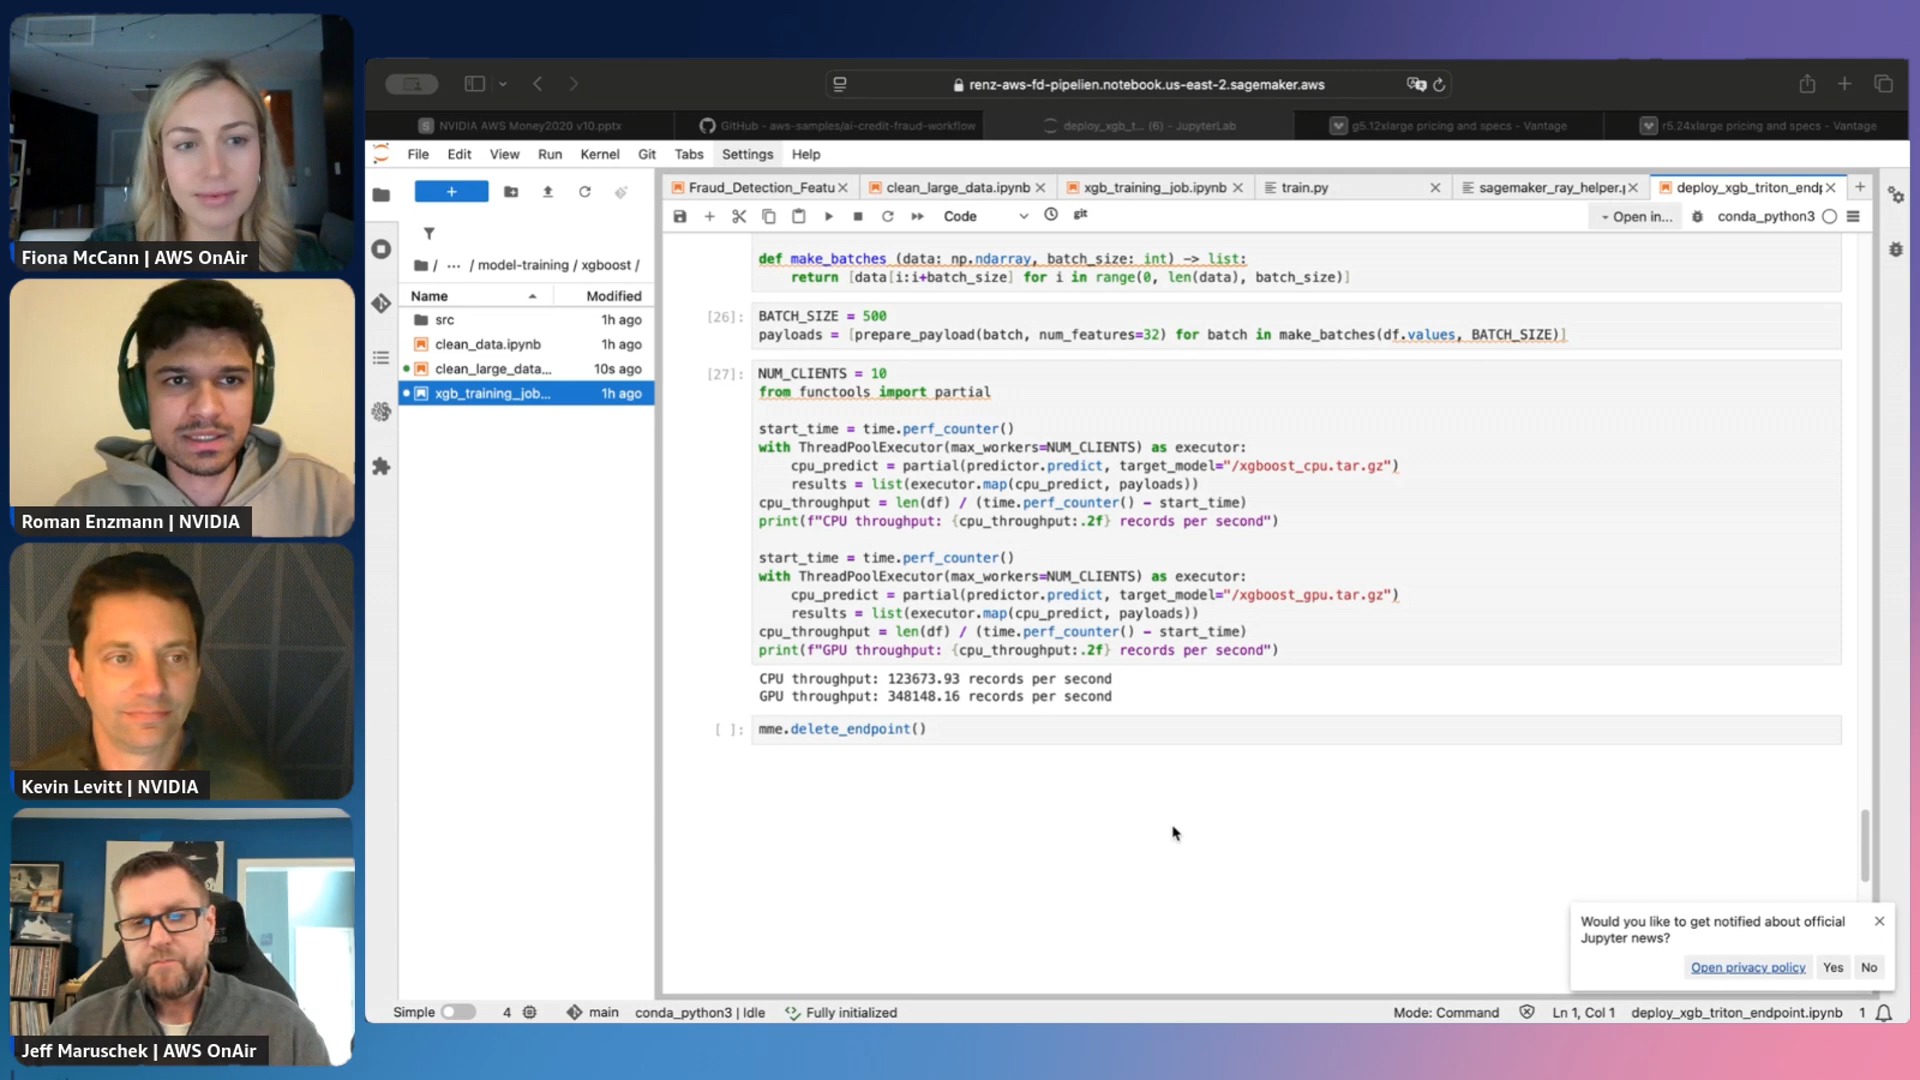 Fiona McCann | AWS OnAir
Roman Enzmann | NVIDIA
Kevin Levitt | NVIDIA
Jeff Maruschek | AWS OnAir
renz-aws-fd-pipelien.notebook.us-east-2.sagemaker.aws
NVIDIA AWS Money2020 v10.pptx
GitHub - aws-samples/ai-credit-fraud-workflow
deploy_xgb_t... (6) - JupyterLab
g5.12xlarge pricing and specs - Vantage
r5.24xlarge pricing and specs - Vantage
File Edit View Run Kernel Git Tabs Settings Help
+
/ ··· / model-training / xgboost /
Name Modified
src 1h ago
clean_data.ipynb 1h ago
clean_large_data... 10s ago
xgb_training_job... 1h ago
Fraud_Detection_Featu
clean_large_data.ipynb
xgb_training_job.ipynb
train.py
sagemaker_ray_helper.p
deploy_xgb_triton_endp
Code
git
Open in...
conda_python3
def make_batches (data: np.ndarray, batch_size: int) -> list:
    return [data[i:i+batch_size] for i in range(0, len(data), batch_size)]
[26]: BATCH_SIZE = 500
payloads = [prepare_payload(batch, num_features=32) for batch in make_batches(df.values, BATCH_SIZE)]
[27]: NUM_CLIENTS = 10
from functools import partial
start_time = time.perf_counter()
with ThreadPoolExecutor(max_workers=NUM_CLIENTS) as executor:
    cpu_predict = partial(predictor.predict, target_model="/xgboost_cpu.tar.gz")
    results = list(executor.map(cpu_predict, payloads))
cpu_throughput = len(df) / (time.perf_counter() - start_time)
print(f"CPU throughput: {cpu_throughput:.2f} records per second")
start_time = time.perf_counter()
with ThreadPoolExecutor(max_workers=NUM_CLIENTS) as executor:
    cpu_predict = partial(predictor.predict, target_model="/xgboost_gpu.tar.gz")
    results = list(executor.map(cpu_predict, payloads))
cpu_throughput = len(df) / (time.perf_counter() - start_time)
print(f"GPU throughput: {cpu_throughput:.2f} records per second")
CPU throughput: 123673.93 records per second
GPU throughput: 348148.16 records per second
[ ]: mme.delete_endpoint()
Would you like to get notified about official
Jupyter news?
Open privacy policy Yes No
Simple 4 main conda_python3 | Idle Fully initialized Mode: Command Ln 1, Col 1 deploy_xgb_triton_endpoint.ipynb 1